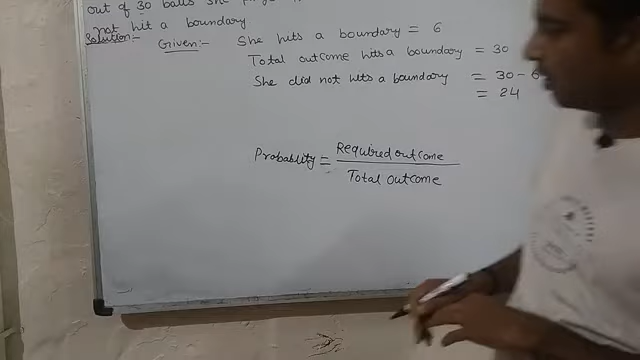 out of 30 balls she
not hit a boundary
Solution:- Given:- She hits a boundary = 6
Total outcome hits a boundary = 30
She did not hits a boundary = 30 - 6
= 24
Probablity = Required outcome
Total outcome